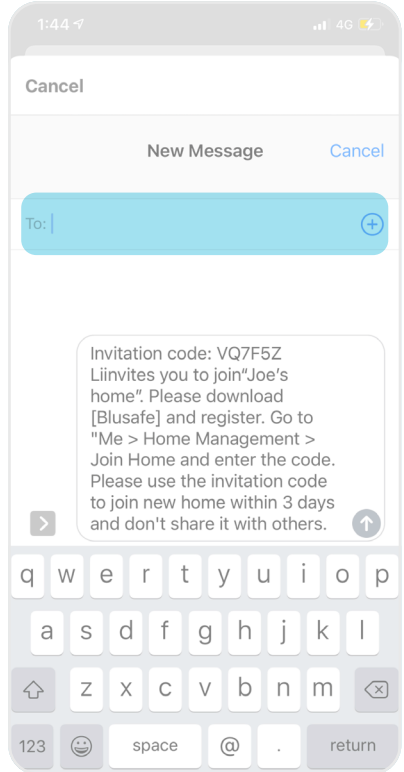 1:44 4G
Cancel
New Message Cancel
To:
Invitation code: VQ7F5Z
Liinvites you to join“Joe’s
home”. Please download
[Blusafe] and register. Go to
"Me > Home Management >
Join Home and enter the code.
Please use the invitation code
to join new home within 3 days
and don't share it with others.
q w e r t y u i o p
a s d f g h j k l
z x c v b n m
123 space @ . return